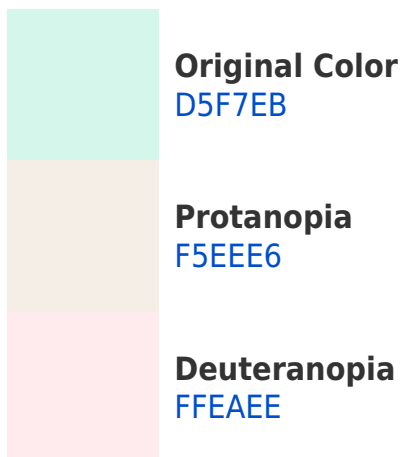 Original Color
D5F7EB
Protanopia
F5EEE6
Deuteranopia
FFEAEE